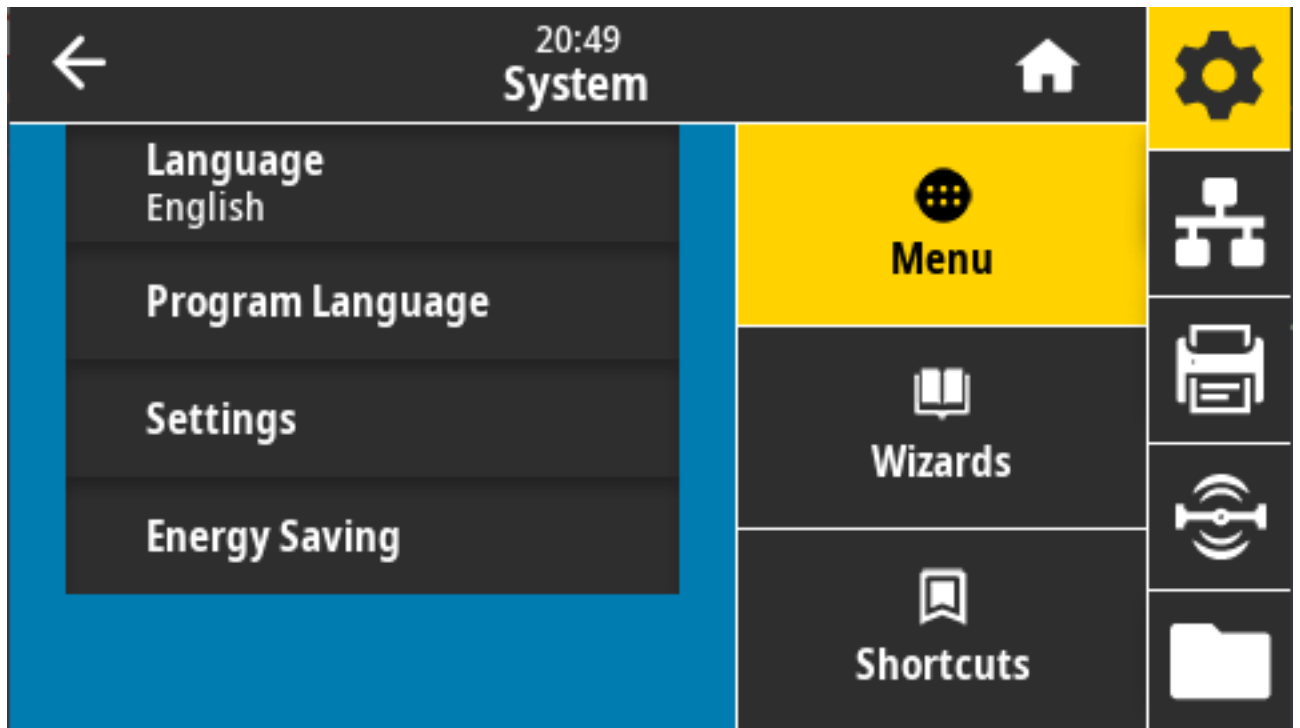 20:49
System
Language
English
Program Language
Settings
Energy Saving
Menu
Wizards
Shortcuts